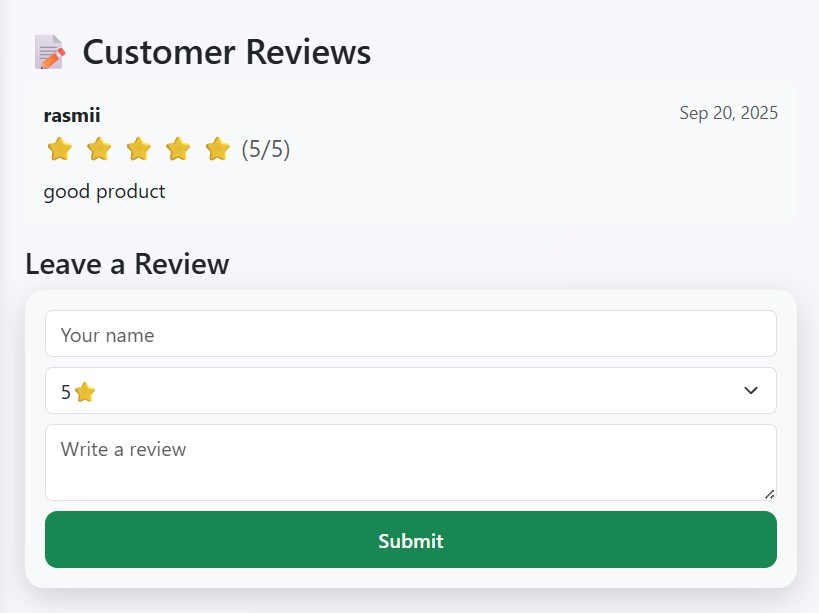 Customer Reviews
rasmii
Sep 20, 2025
(5/5)
good product
Leave a Review
Your name
5
Write a review
Submit